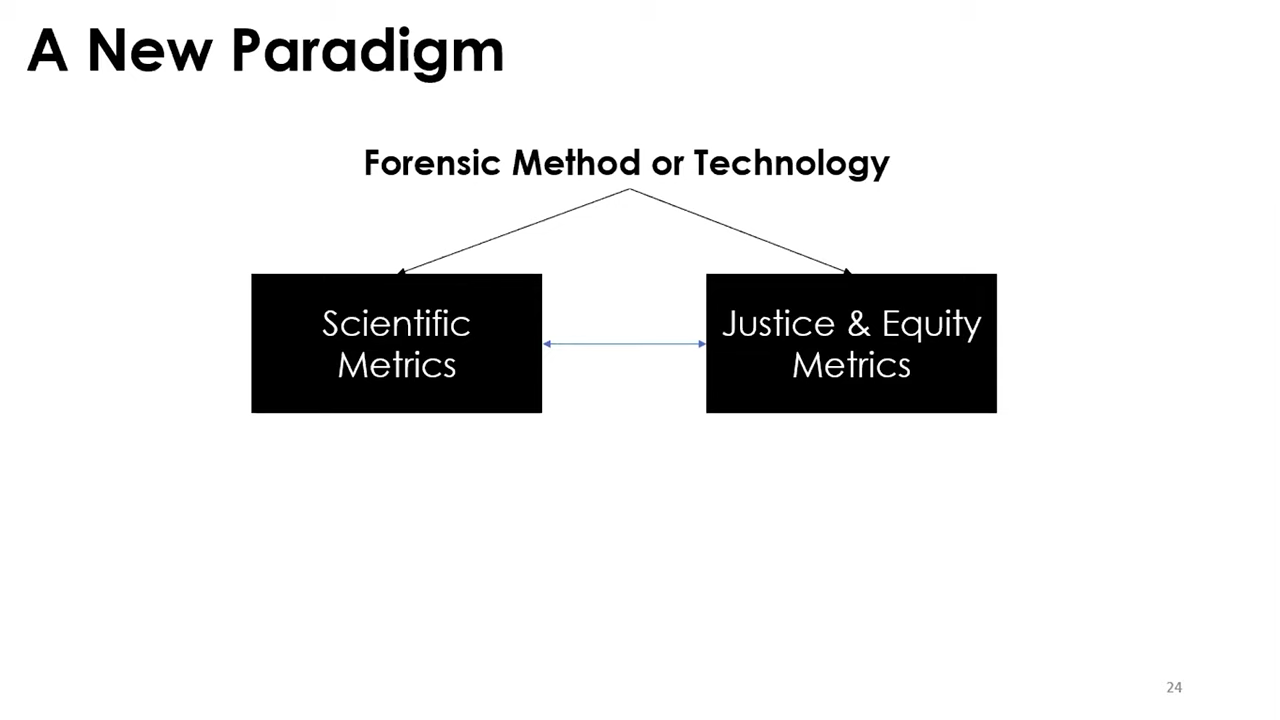 A New Paradigm
Forensic Method or Technology
Scientific
Metrics
Justice & Equity
Metrics
24